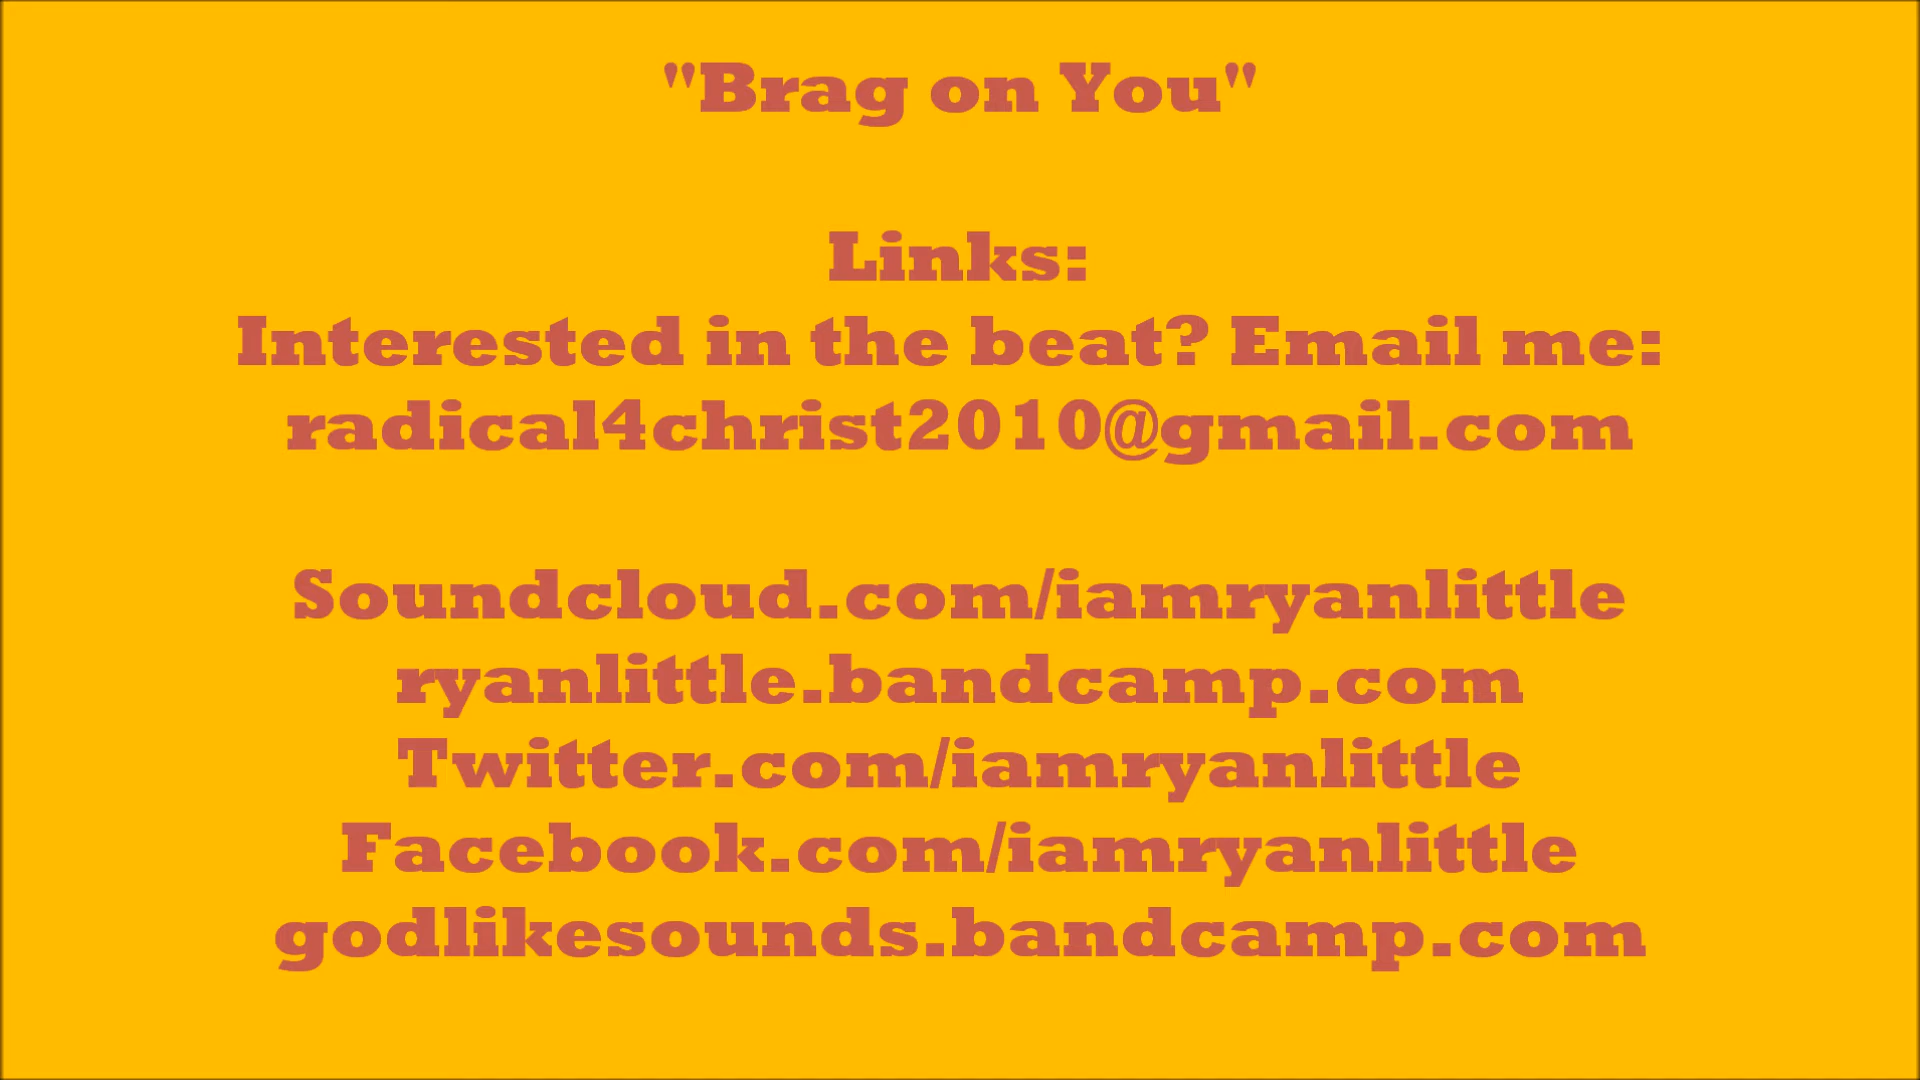 "Brag on You"
Links:
Interested in the beat? Email me:
radical4christ2010@gmail.com
Soundcloud.com/iamryanlittle
ryanlittle.bandcamp.com
Twitter.com/iamryanlittle
Facebook.com/iamryanlittle
godlikesounds.bandcamp.com